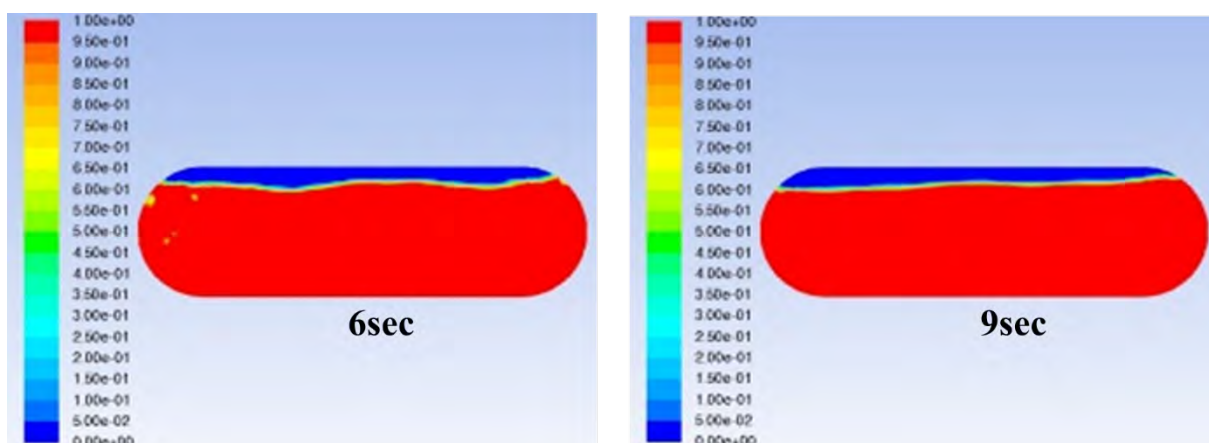 1.00e+00
9.50e-01
9.00e-01
8.50e-01
8.00e-01
7.50e-01
7.00e-01
6.50e-01
6.00e-01
5.50e-01
5.00e-01
4.50e-01
4.00e-01
3.50e-01
3.00e-01
2.50e-01
2.00e-01
1.50e-01
1.00e-01
5.00e-02
0.00e+00
6sec
1.00e+00
9.50e-01
9.00e-01
8.50e-01
8.00e-01
7.50e-01
7.00e-01
6.50e-01
6.00e-01
5.50e-01
5.00e-01
4.50e-01
4.00e-01
3.50e-01
3.00e-01
2.50e-01
2.00e-01
1.50e-01
1.00e-01
5.00e-02
0.00e+00
9sec